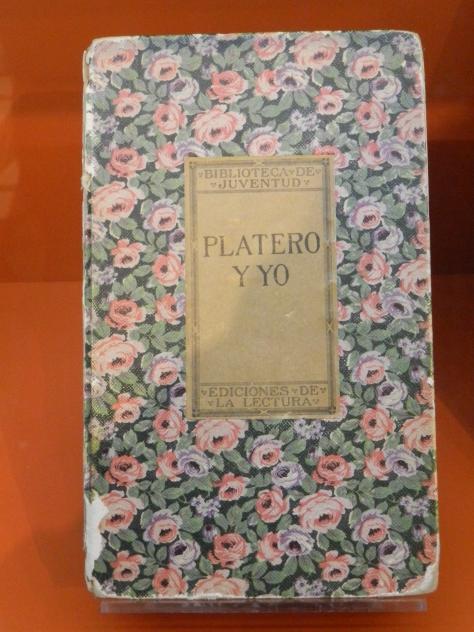 BIBLIOTECA DE
JUVENTUD
PLATERO
Y YO
EDICIONES DE
LA LECTURA